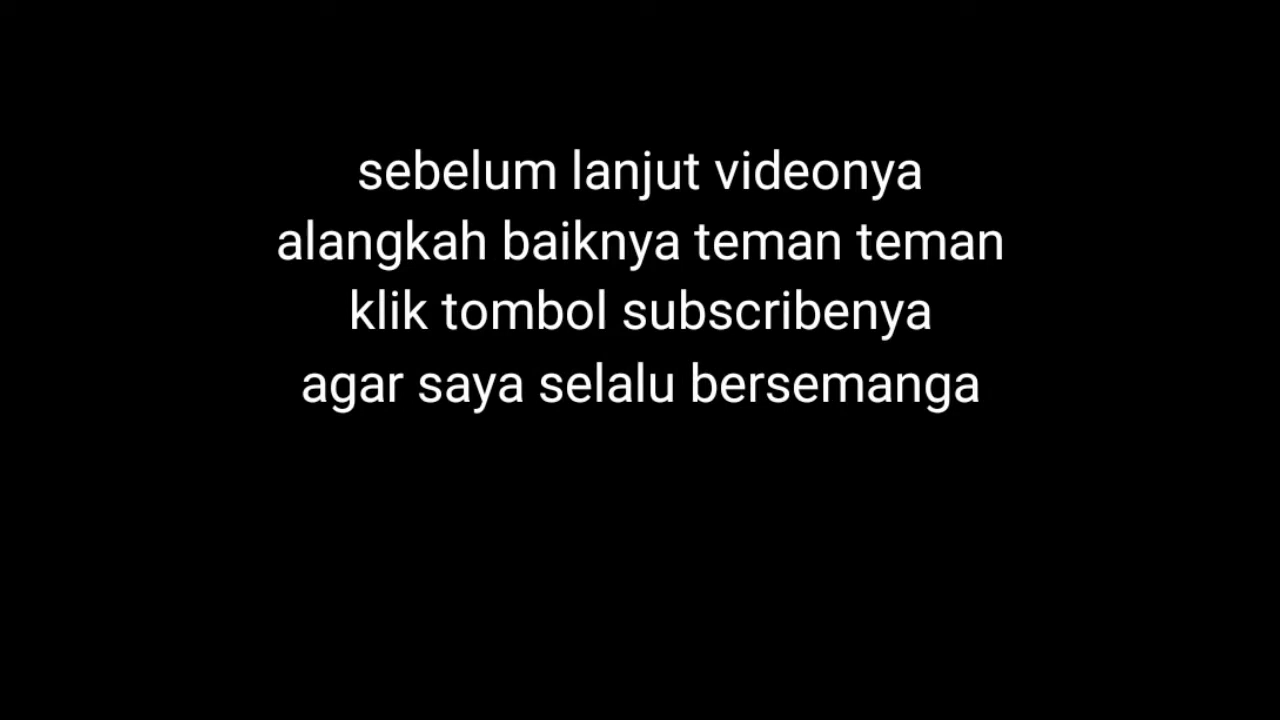 sebelum lanjut videonya
alangkah baiknya teman teman
klik tombol subscribenya
agar saya selalu bersemanga